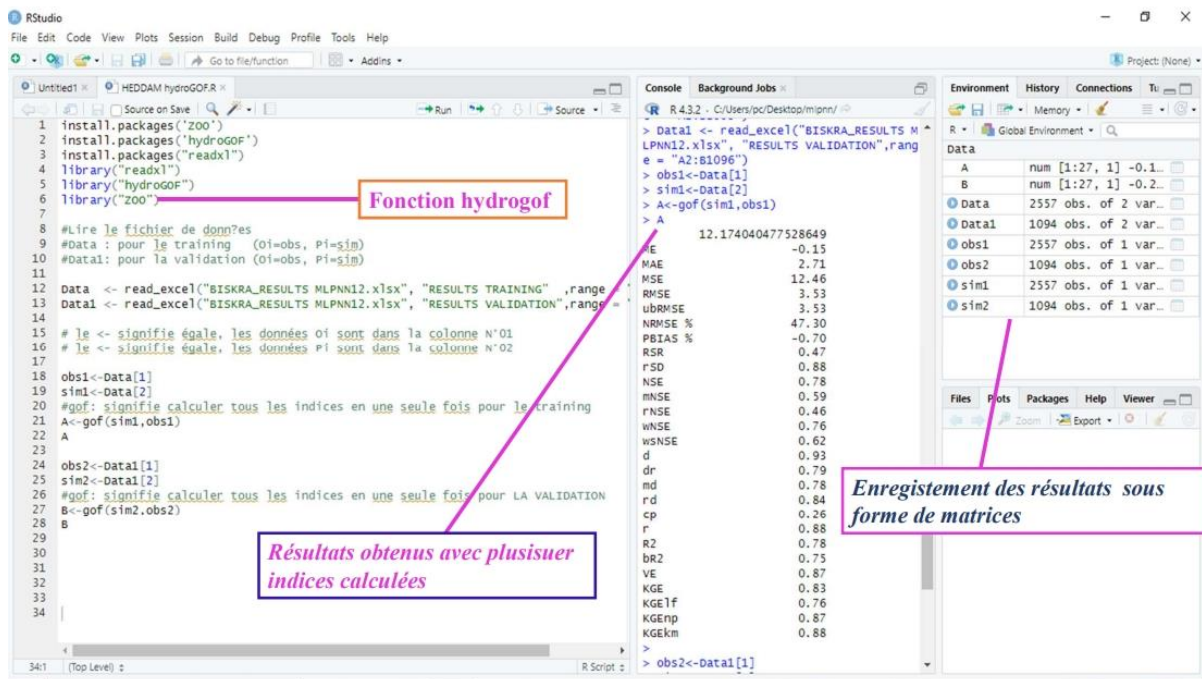 RStudio
File Edit Code View Plots Session Build Debug Profile Tools Help
Go to file/function
Addins
Project: (None)
Untitled1
HEDDAM hydroGOF.R
Source on Save
Run
Source
1 install.packages('ZOO')
2 install.packages('hydroGOF')
3 install.packages("readxl")
4 library("readxl")
5 library("hydroGOF")
6 library("ZOO")
7
8 #Lire le fichier de donn?es
9 #Data : pour le training (Oi=obs, Pi=sim)
10 #Data1: pour la validation (Oi=obs, Pi=sim)
11
12 Data <- read_excel("BISKRA_RESULTS MLPNN12.xlsx", "RESULTS TRAINING" ,range =
13 Data1 <- read_excel("BISKRA_RESULTS MLPNN12.xlsx", "RESULTS VALIDATION",range =
14
15 # le <- signifie égale, les données Oi sont dans la colonne N°01
16 # le <- signifie égale, les données Pi sont dans la colonne N°02
17
18 obs1<-Data[1]
19 sim1<-Data[2]
20 #gof: signifie calculer tous les indices en une seule fois pour le training
21 A<-gof(sim1,obs1)
22 A
23
24 obs2<-Data1[1]
25 sim2<-Data1[2]
26 #gof: signifie calculer tous les indices en une seule fois pour LA VALIDATION
27 B<-gof(sim2,obs2)
28 B
29
30
31
32
33
34
34:1 (Top Level)
R Script
Fonction hydrogof
Résultats obtenus avec plusisuer
indices calculées
Console Background Jobs
R 4.3.2 · C:/Users/pc/Desktop/mlpnn/
> Data1 <- read_excel("BISKRA_RESULTS M
LPNN12.xlsx", "RESULTS VALIDATION",rang
e = "A2:B1096")
> obs1<-Data[1]
> sim1<-Data[2]
> A<-gof(sim1,obs1)
> A
12.174040477528649
ME -0.15
MAE 2.71
MSE 12.46
RMSE 3.53
ubRMSE 3.53
NRMSE % 47.30
PBIAS % -0.70
RSR 0.47
rSD 0.88
NSE 0.78
mNSE 0.59
rNSE 0.46
wNSE 0.76
wsNSE 0.62
d 0.93
dr 0.79
md 0.78
rd 0.84
cp 0.26
r 0.88
R2 0.78
bR2 0.75
VE 0.87
KGE 0.83
KGElf 0.76
KGEnp 0.87
KGEkm 0.88
>
> obs2<-Data1[1]
Environment History Connections Tu
Memory
R Global Environment
Data
A num [1:27, 1] -0.1…
B num [1:27, 1] -0.2…
Data 2557 obs. of 2 var…
Data1 1094 obs. of 2 var…
obs1 2557 obs. of 1 var…
obs2 1094 obs. of 1 var…
sim1 2557 obs. of 1 var…
sim2 1094 obs. of 1 var…
Files Plots Packages Help Viewer
Zoom Export
Enregistement des résultats sous
forme de matrices